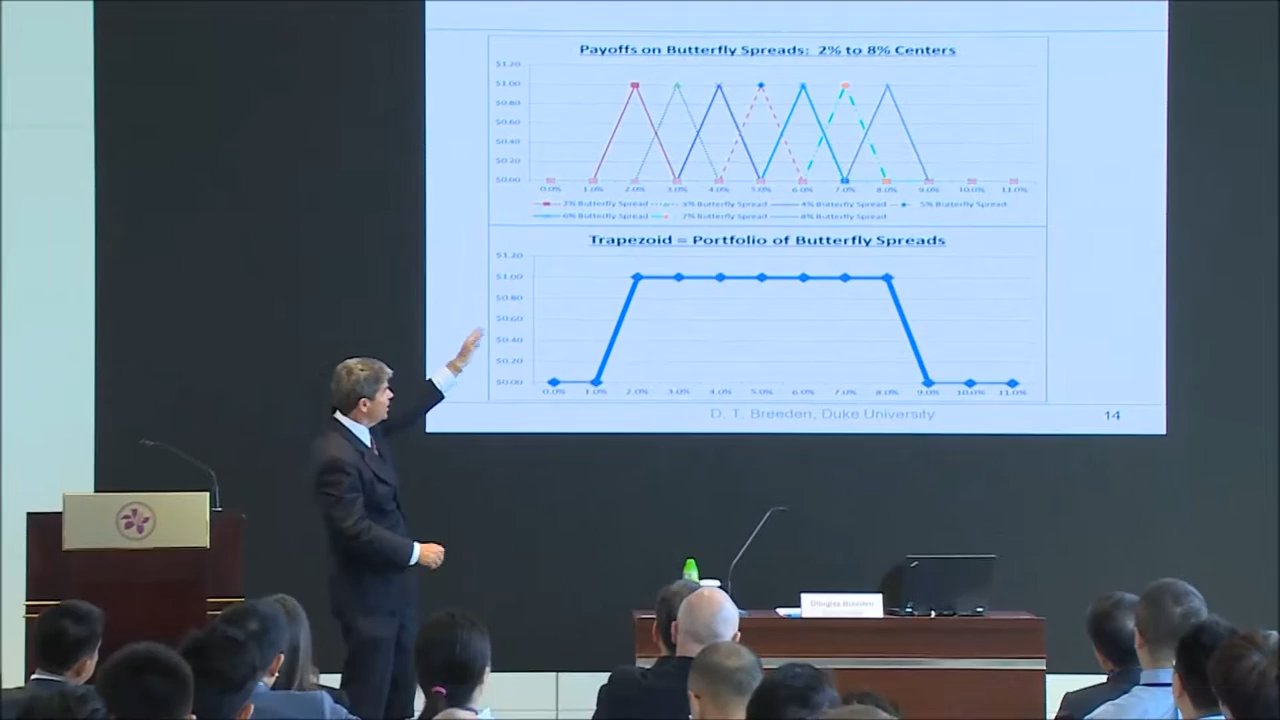 Payoffs on Butterfly Spreads: 2% to 8% Centers
$1.20
$1.00
$0.80
$0.60
$0.40
$0.20
$0.00
0.0% 1.0% 2.0% 3.0% 4.0% 5.0% 6.0% 7.0% 8.0% 9.0% 10.0% 11.0%
2% Butterfly Spread 3% Butterfly Spread 4% Butterfly Spread 5% Butterfly Spread
6% Butterfly Spread 7% Butterfly Spread 8% Butterfly Spread
Trapezoid = Portfolio of Butterfly Spreads
$1.20
$1.00
$0.80
$0.60
$0.40
$0.20
$0.00
0.0% 1.0% 2.0% 3.0% 4.0% 5.0% 6.0% 7.0% 8.0% 9.0% 10.0% 11.0%
D. T. Breeden, Duke University 14
Douglas Breeden